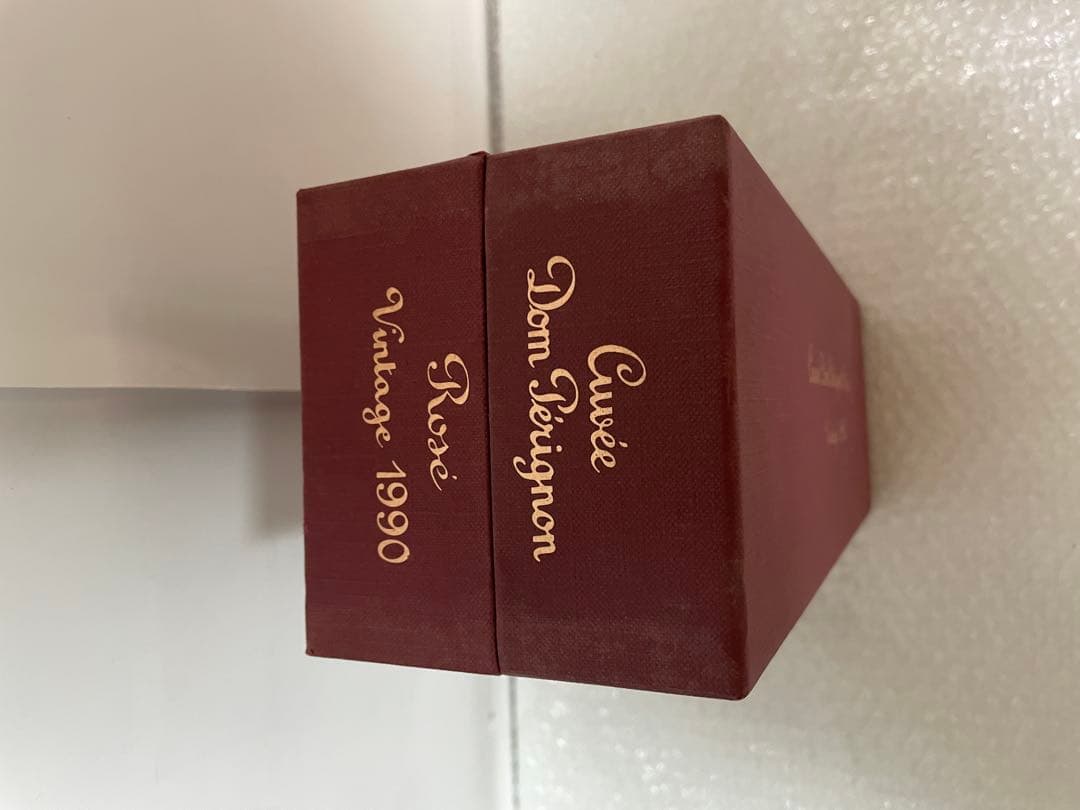 Cuvée
Dom Pérignon
Rosé
Vintage 1990